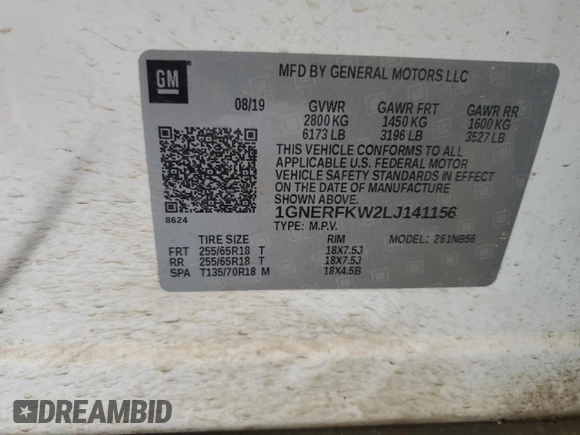 GM
MFD BY GENERAL MOTORS LLC
08/19 GVWR GAWR FRT GAWR RR
2800 KG 1450 KG 1600 KG
6173 LB 3196 LB 3527 LB
THIS VEHICLE CONFORMS TO ALL
APPLICABLE U.S. FEDERAL MOTOR
VEHICLE SAFETY STANDARDS IN EFFECT
ON THE DATE OF MANUFACTURE
SHOWN ABOVE.
8624
1GNERFKW2LJ141156
TYPE: M.P.V. MODEL: 261NB56
TIRE SIZE RIM
FRT 255/65R18 T 18X7.5J
RR 255/65R18 T 18X7.5J
SPA T135/70R18 M 18X4.5B
DREAMBID